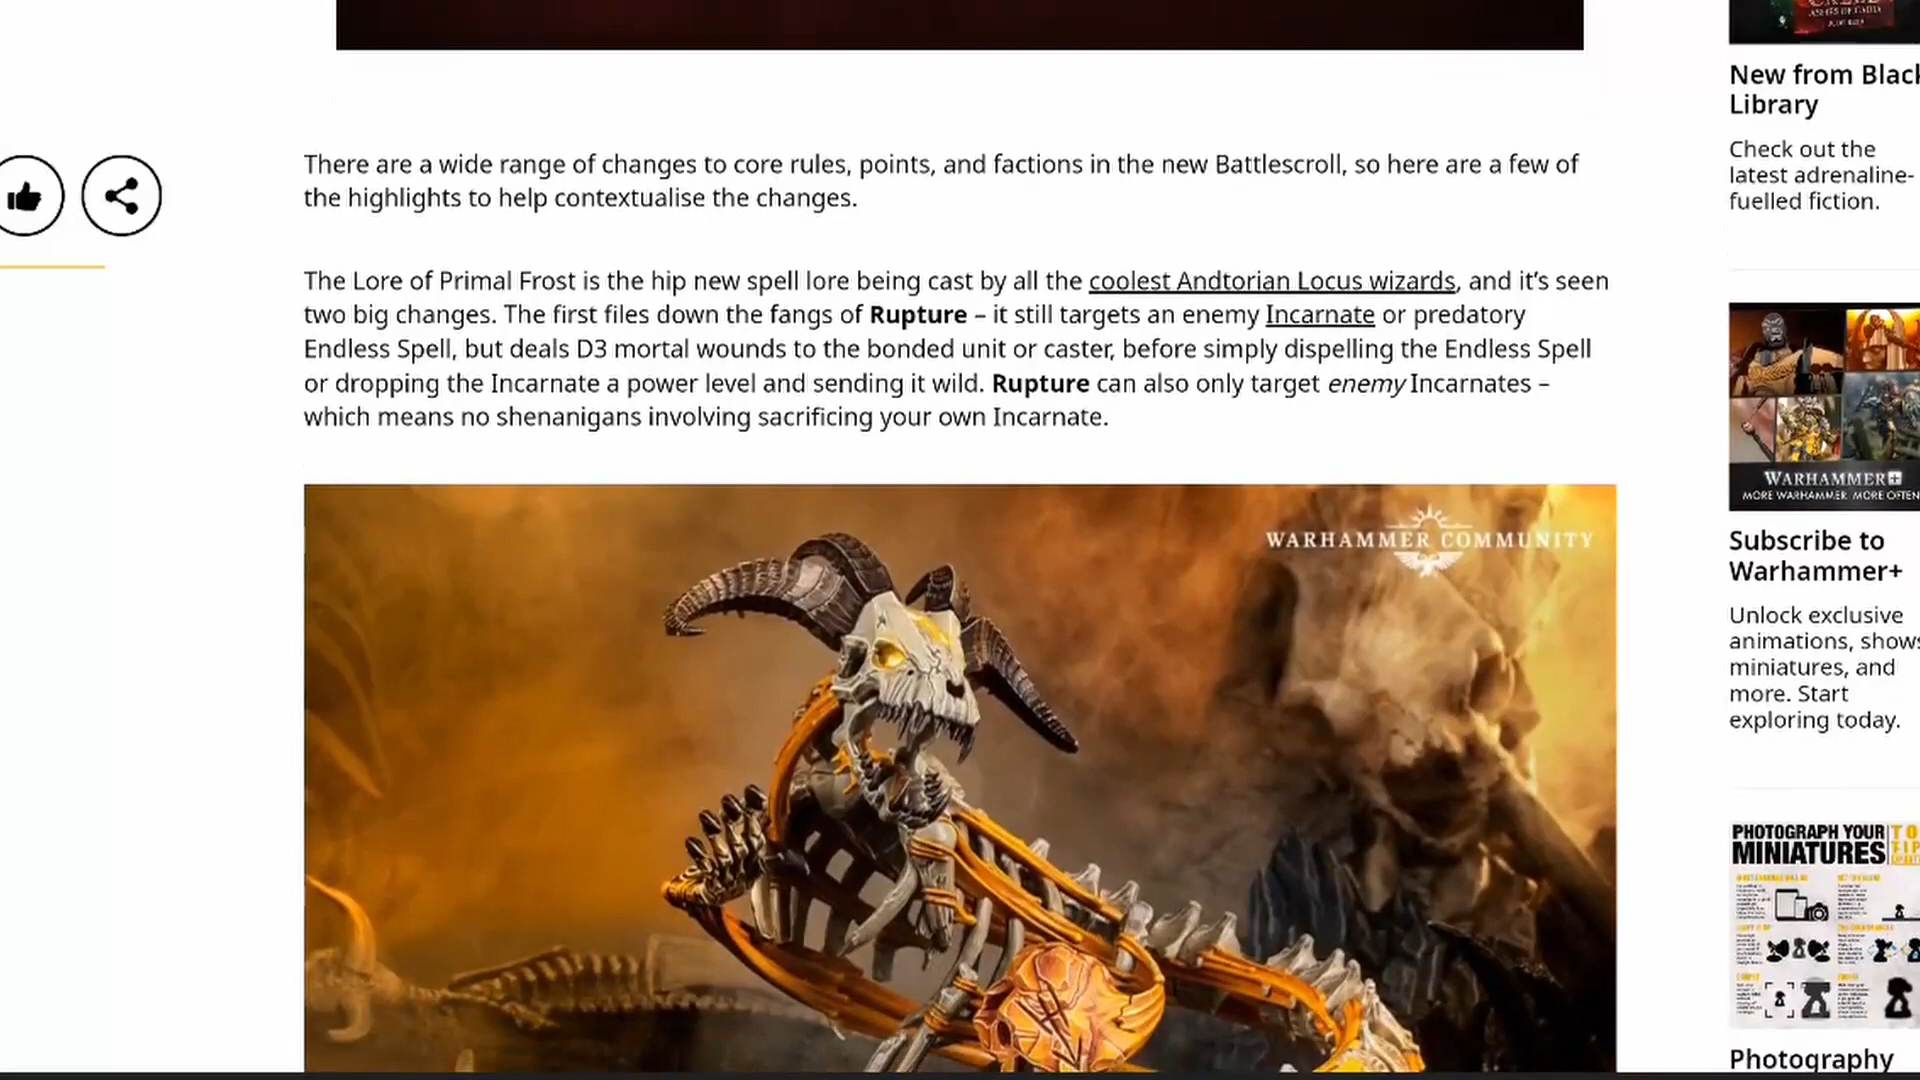 There are a wide range of changes to core rules, points, and factions in the new Battlescroll, so here are a few of
the highlights to help contextualise the changes.
The Lore of Primal Frost is the hip new spell lore being cast by all the coolest Andtorian Locus wizards, and it’s seen
two big changes. The first files down the fangs of Rupture – it still targets an enemy Incarnate or predatory
Endless Spell, but deals D3 mortal wounds to the bonded unit or caster, before simply dispelling the Endless Spell
or dropping the Incarnate a power level and sending it wild. Rupture can also only target enemy Incarnates –
which means no shenanigans involving sacrificing your own Incarnate.
WARHAMMER COMMUNITY
New from Black
Library
Check out the
latest adrenaline-
fuelled fiction.
WARHAMMER+
MORE WARHAMMER. MORE OFTEN
Subscribe to
Warhammer+
Unlock exclusive
animations, shows
miniatures, and
more. Start
exploring today.
PHOTOGRAPH YOUR
MINIATURES
Photography